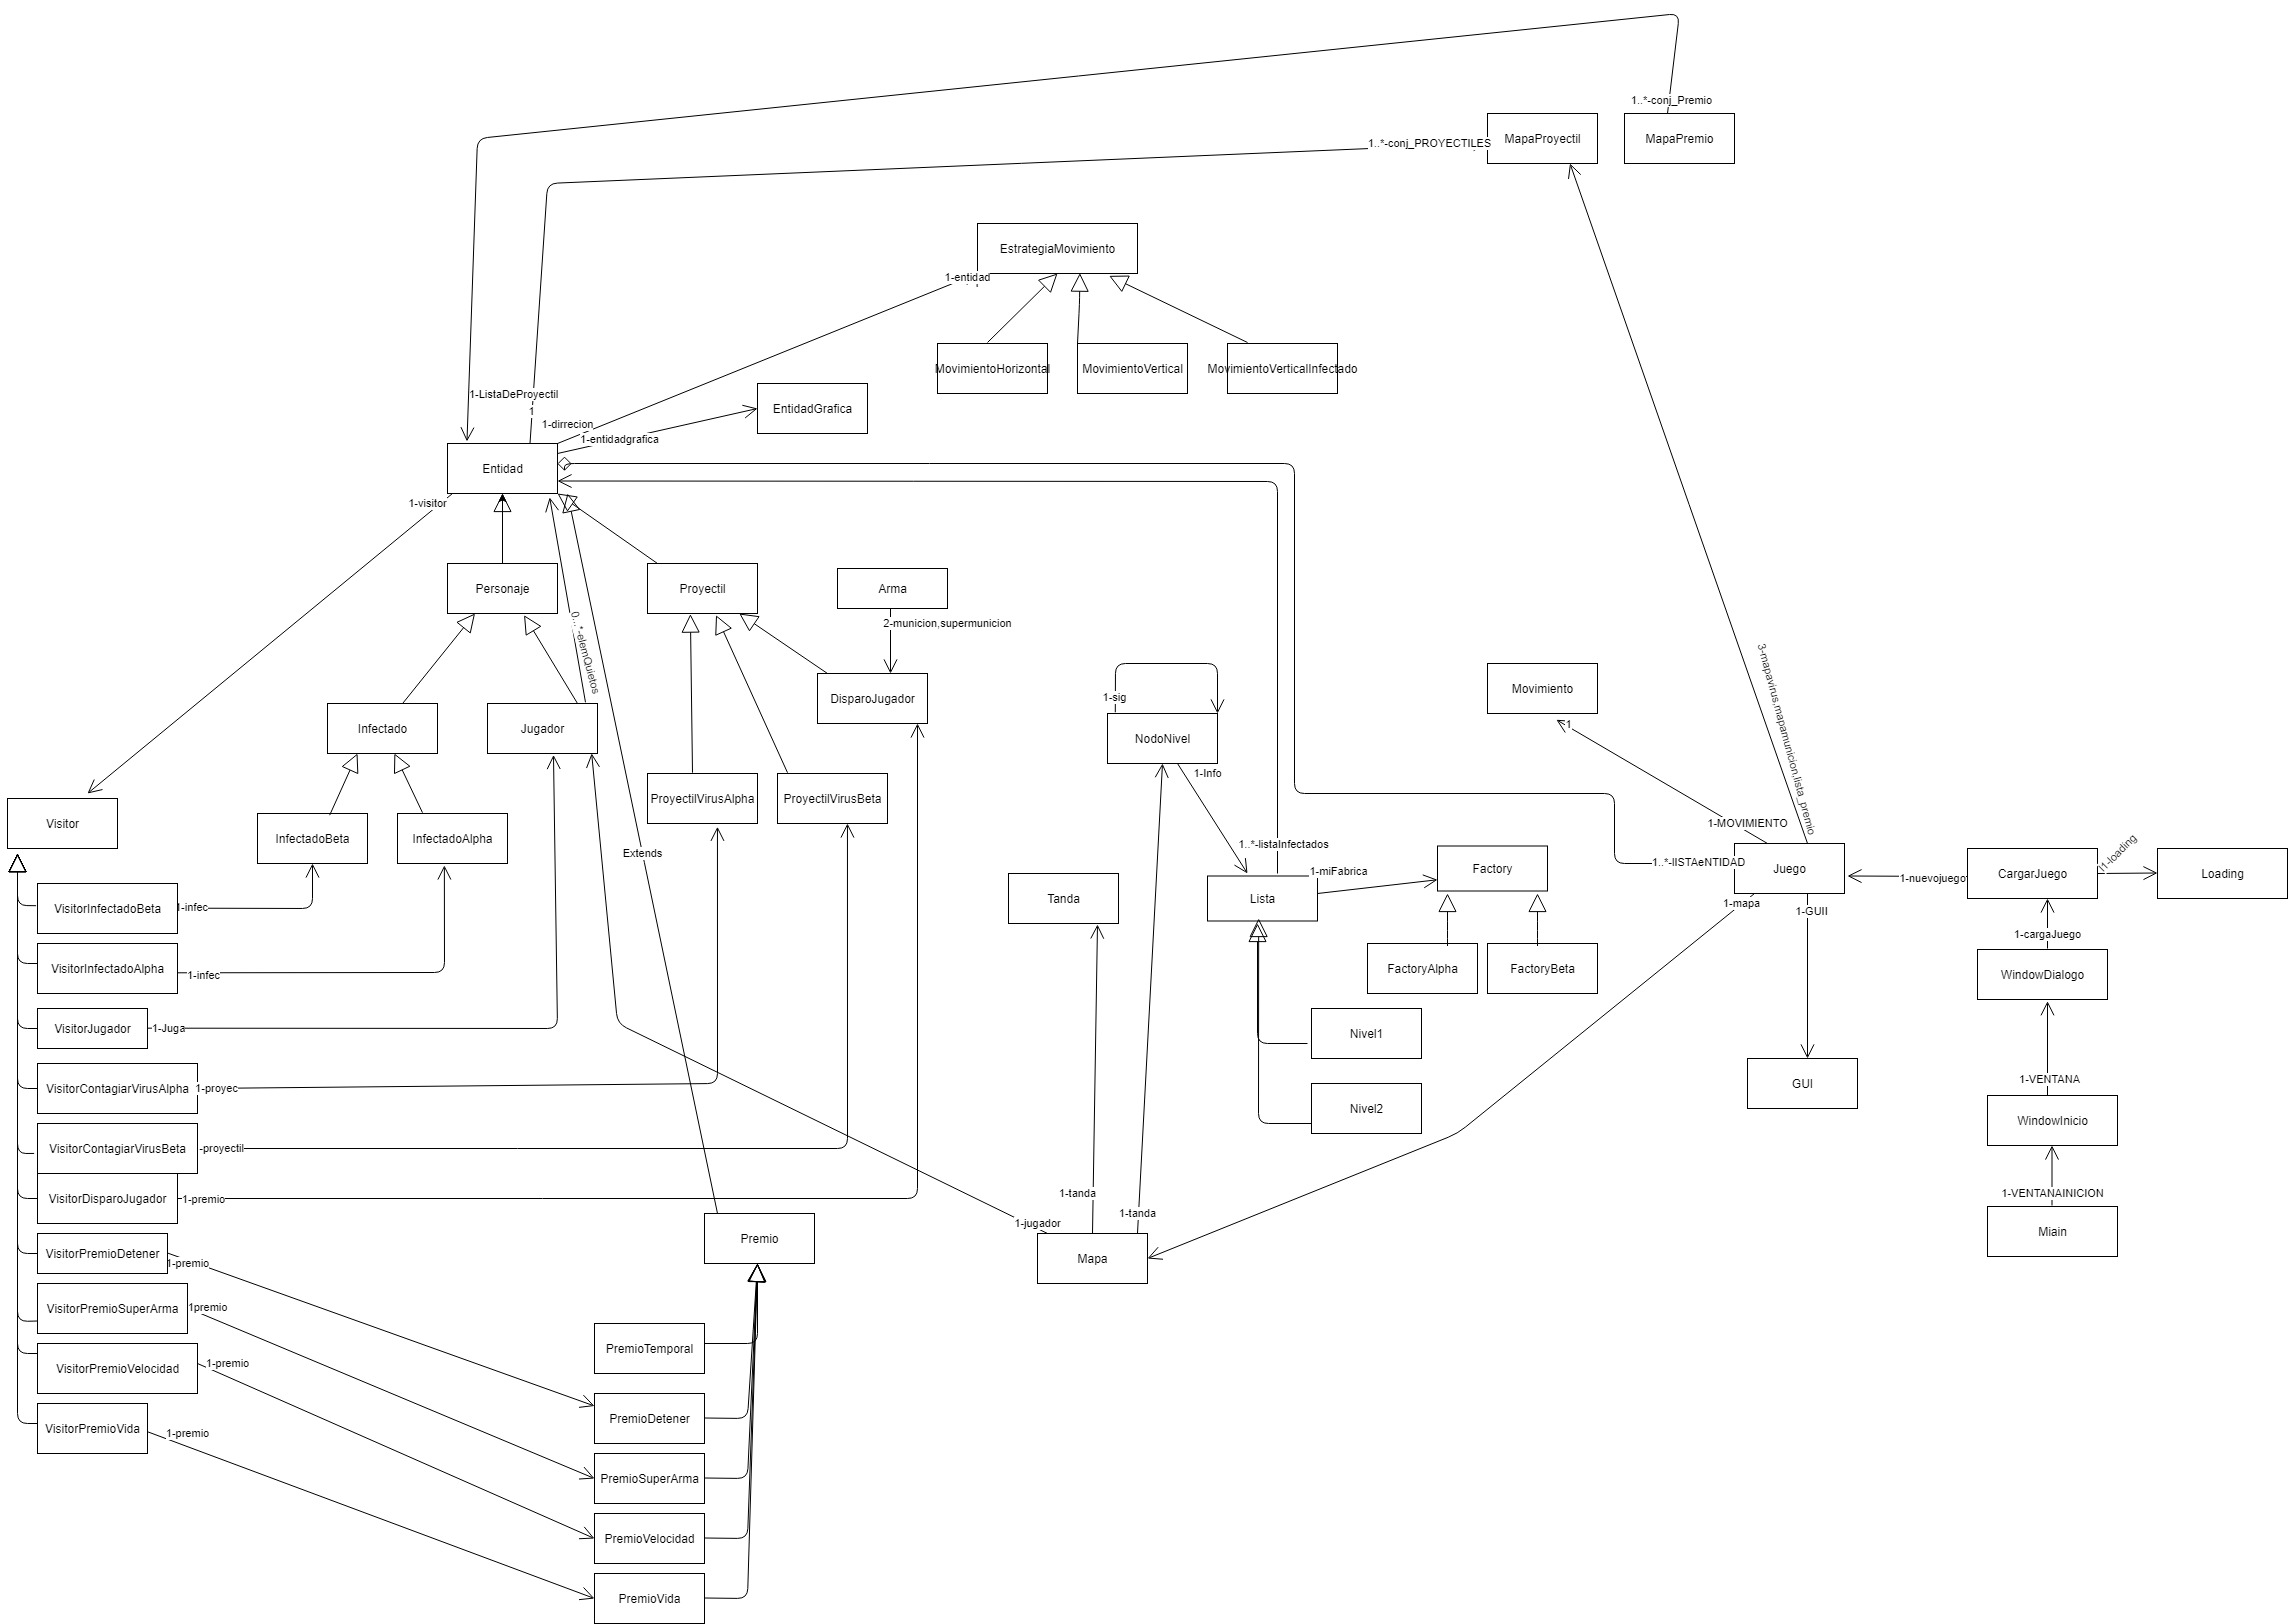 1..*-conj_Premio
MapaProyectil
MapaPremio
1..*-conj_PROYECTILES
EstrategiaMovimiento
1-entidad
MovimientoHorizontal
MovimientoVertical
MovimientoVerticalInfectado
1-ListaDeProyectil
1
EntidadGrafica
1-dirrecion
1-entidadgrafica
Entidad
1-visitor
Personaje
Proyectil
Arma
2-municion,supermunicion
0... *-elemQuietos
DisparoJugador
Infectado
Jugador
1-sig
NodoNivel
1-Info
Movimiento
1
3-mapavirus,mapamunicion,lista_premio
ProyectilVirusAlpha
ProyectilVirusBeta
Visitor
InfectadoBeta
InfectadoAlpha
Extends
1-MOVIMIENTO
1..*-listaInfectados
1..*-lISTAeNTIDAD
1-miFabrica
Factory
Juego
1-nuevojuego
CargarJuego
1-loading
Loading
Tanda
Lista
1-mapa
1-GUII
VisitorInfectadoBeta
1-infec
1-cargaJuego
VisitorInfectadoAlpha
1-infec
FactoryAlpha
FactoryBeta
WindowDialogo
VisitorJugador
1-Juga
Nivel1
1-VENTANA
VisitorContagiarVirusAlpha
1-proyec
GUI
Nivel2
WindowInicio
VisitorContagiarVirusBeta
-proyectil
VisitorDisparoJugador
1-premio
1-tanda
1-tanda
1-VENTANAINICION
1-jugador
Premio
Miain
VisitorPremioDetener
1-premio
Mapa
VisitorPremioSuperArma
1premio
PremioTemporal
VisitorPremioVelocidad
1-premio
PremioDetener
VisitorPremioVida
1-premio
PremioSuperArma
PremioVelocidad
PremioVida